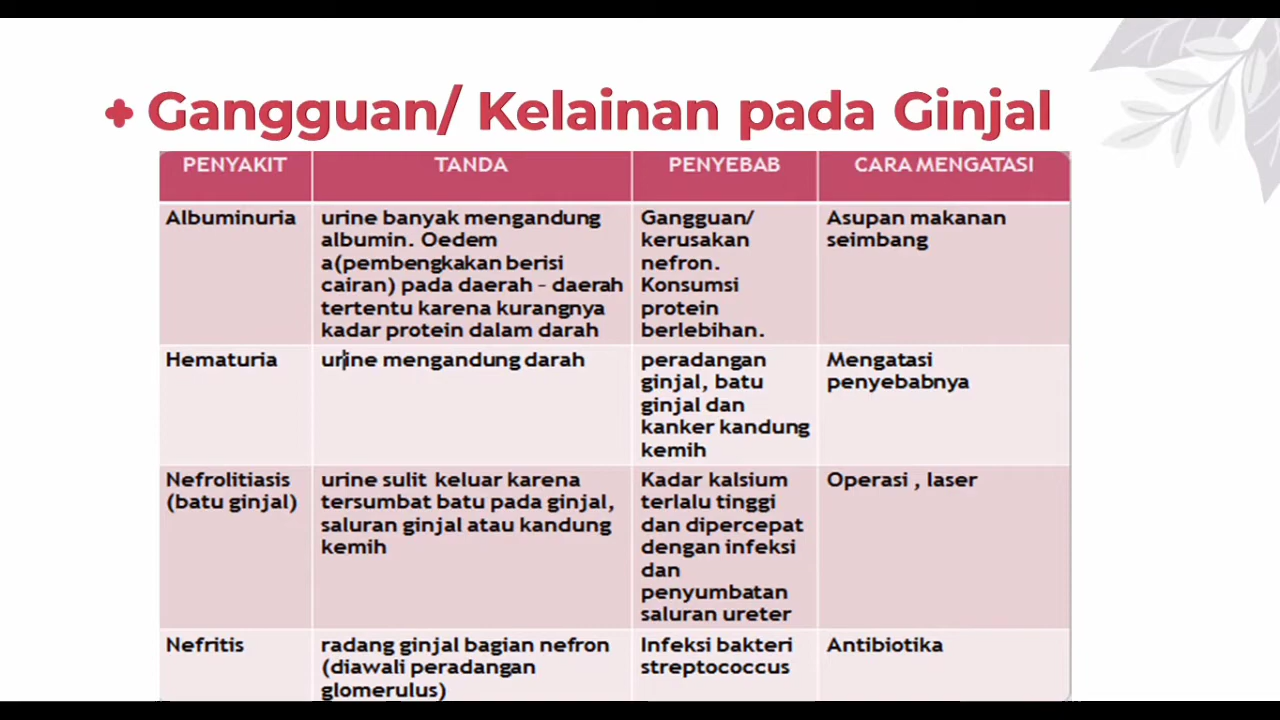 Gangguan/ Kelainan pada Ginjal
PENYAKIT
TANDA
PENYEBAB
CARA MENGATASI
Albuminuria
urine banyak mengandung
albumin. Oedem
a(pembengkakan berisi
cairan) pada daerah – daerah
tertentu karena kurangnya
kadar protein dalam darah
Gangguan/
kerusakan
nefron.
Konsumsi
protein
berlebihan.
Asupan makanan
seimbang
Hematuria
urine mengandung darah
peradangan
ginjal, batu
ginjal dan
kanker kandung
kemih
Mengatasi
penyebabnya
Nefrolitiasis
(batu ginjal)
urine sulit keluar karena
tersumbat batu pada ginjal,
saluran ginjal atau kandung
kemih
Kadar kalsium
terlalu tinggi
dan dipercepat
dengan infeksi
dan
penyumbatan
saluran ureter
Operasi , laser
Nefritis
radang ginjal bagian nefron
(diawali peradangan
glomerulus)
Infeksi bakteri
streptococcus
Antibiotika